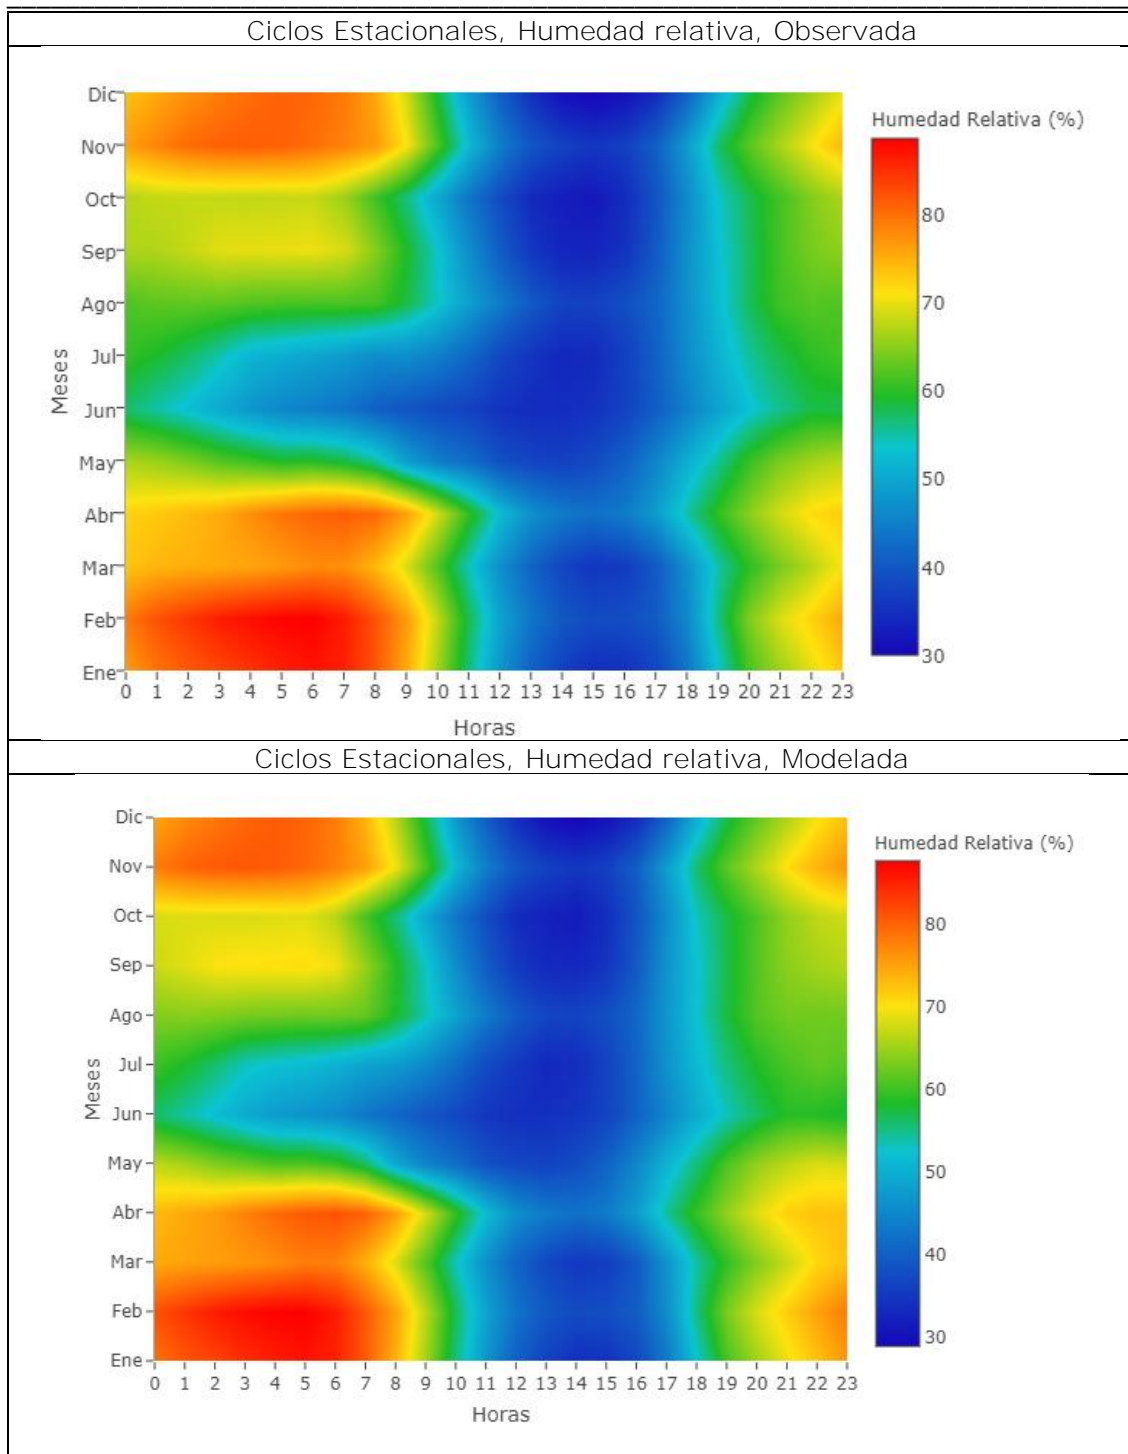 Ciclos Estacionales, Humedad relativa, Observada
Humedad Relativa (%)
Dic
Nov
Oct
Sep
Ago
Jul
Jun
May
Abr
Mar
Feb
Ene
Meses
80
70
60
50
40
30
0 1 2 3 4 5 6 7 8 9 10 11 12 13 14 15 16 17 18 19 20 21 22 23
Horas
Ciclos Estacionales, Humedad relativa, Modelada
Humedad Relativa (%)
Dic
Nov
Oct
Sep
Ago
Jul
Jun
May
Abr
Mar
Feb
Ene
Meses
80
70
60
50
40
30
0 1 2 3 4 5 6 7 8 9 10 11 12 13 14 15 16 17 18 19 20 21 22 23
Horas